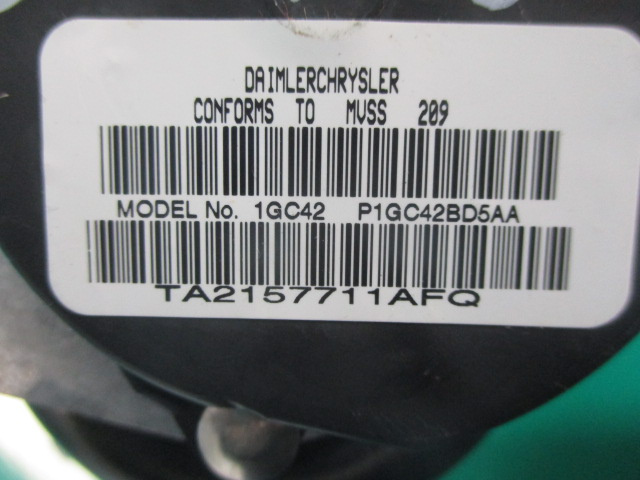 DAIMLERCHRYSLER
CONFORMS TO MVSS 209
MODEL No. 1GC42 P1GC42BD5AA
TA2157711AFQ